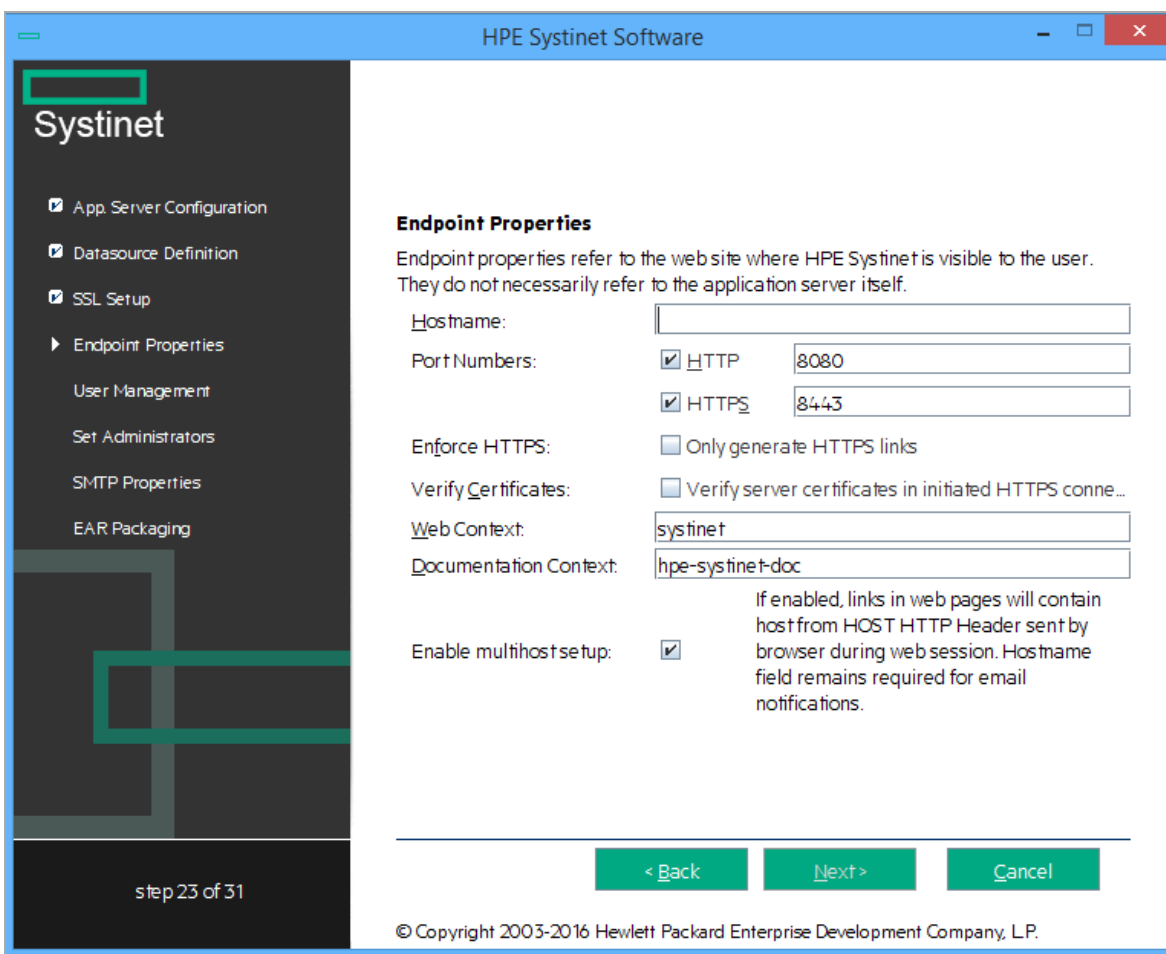 HPE Systinet Software
Systinet
App. Server Configuration
Datasource Definition
SSL Setup
Endpoint Properties
User Management
Set Administrators
SMTP Properties
EAR Packaging
step 23 of 31
Endpoint Properties
Endpoint properties refer to the web site where HPE Systinet is visible to the user.
They do not necessarily refer to the application server itself.
Hostname:
Port Numbers: HTTP 8080
HTTPS 8443
Enforce HTTPS: Only generate HTTPS links
Verify Certificates: Verify server certificates in initiated HTTPS conne...
Web Context: systinet
Documentation Context: hpe-systinet-doc
If enabled, links in web pages will contain
host from HOST HTTP Header sent by
Enable multihost setup: browser during web session. Hostname
field remains required for email
notifications.
< Back Next > Cancel
© Copyright 2003-2016 Hewlett Packard Enterprise Development Company, L.P.